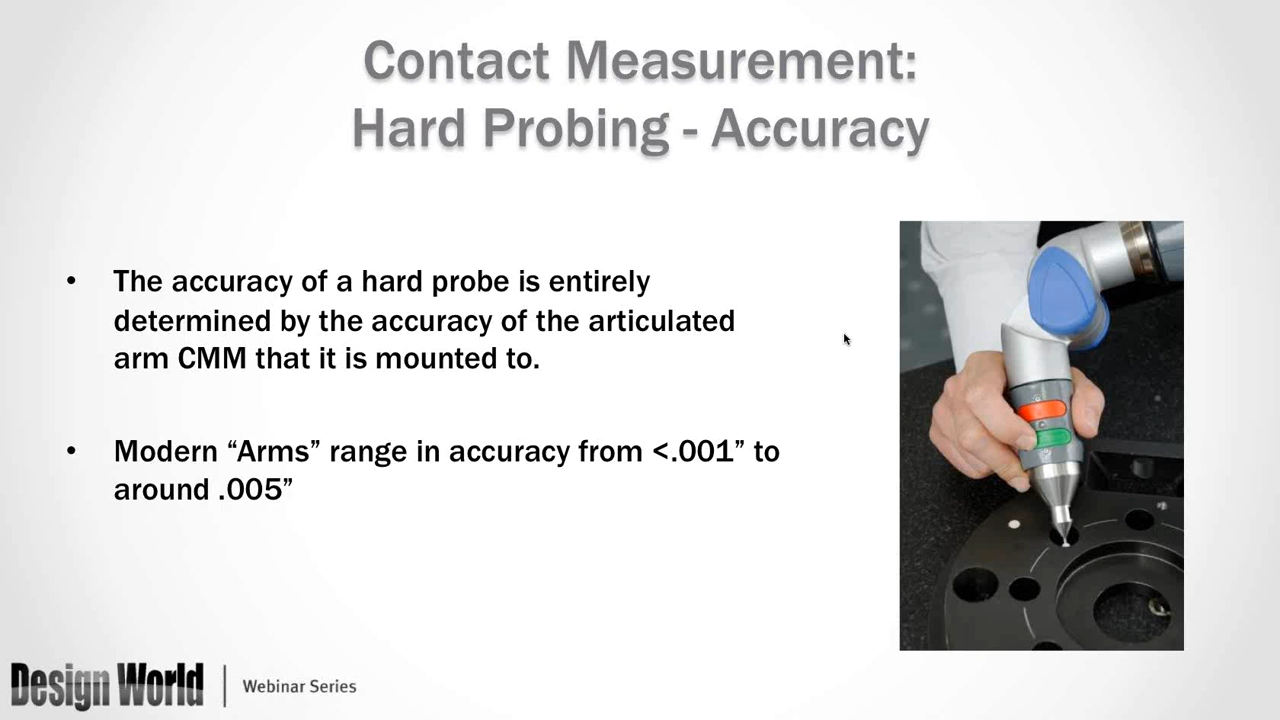 Contact Measurement:
Hard Probing - Accuracy
• The accuracy of a hard probe is entirely
determined by the accuracy of the articulated
arm CMM that it is mounted to.
• Modern “Arms” range in accuracy from <.001” to
around .005”
Design World | Webinar Series